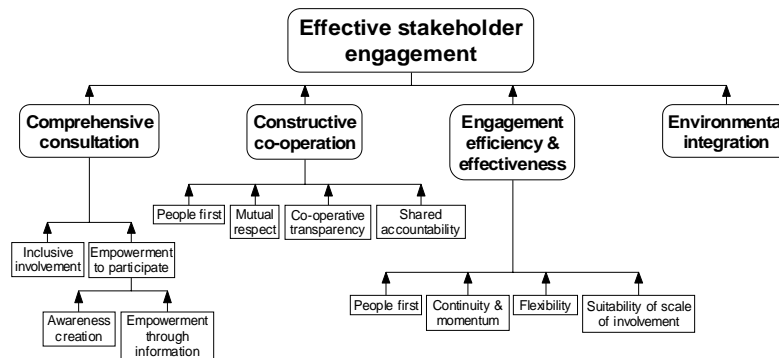 Effective stakeholder
engagement
Comprehensive
consultation
Constructive
co-operation
Engagement
efficiency &
effectiveness
Environmental
integration
People first
Mutual
respect
Co-operative
transparency
Shared
accountability
Inclusive
involvement
Empowerment
to participate
Awareness
creation
Empowerment
through
information
People first
Continuity &
momentum
Flexibility
Suitability of scale
of involvement